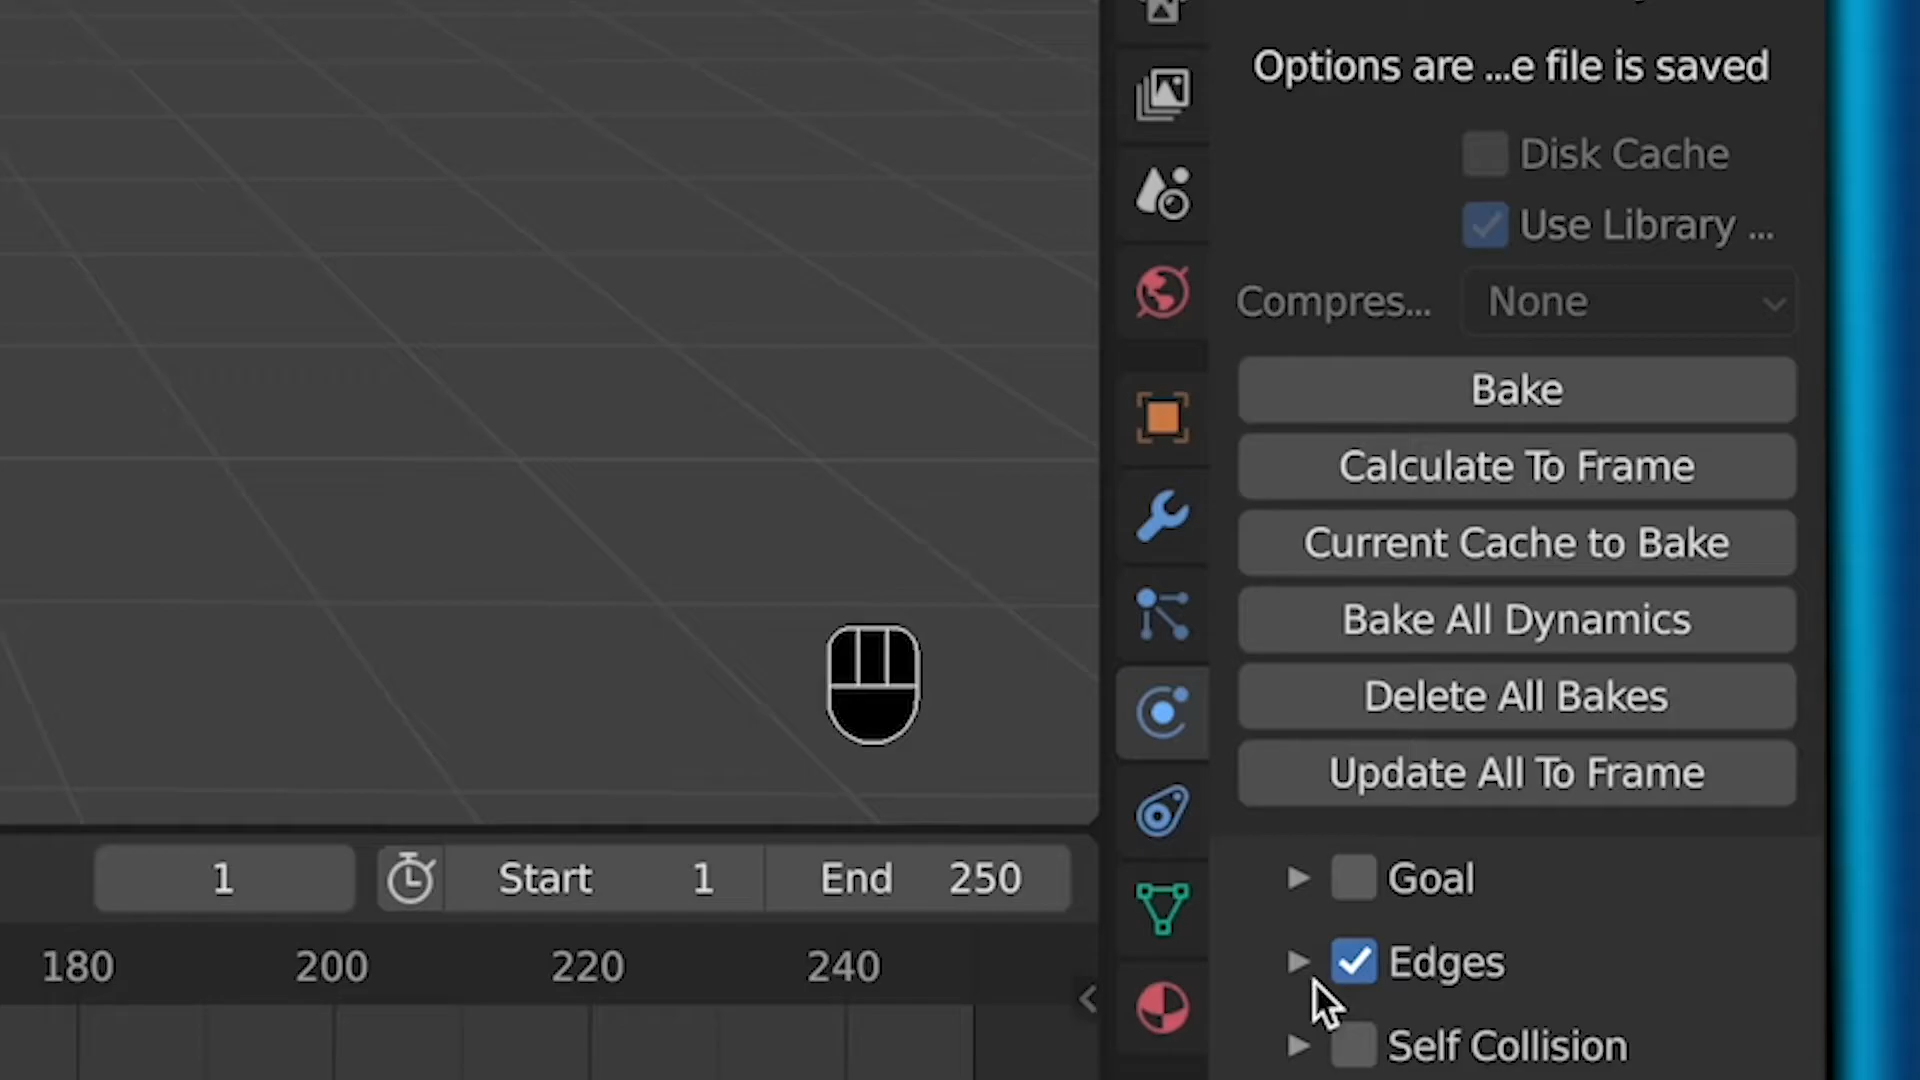 Options are ...e file is saved
Disk Cache
Use Library ...
Compres... None
Bake
Calculate To Frame
Current Cache to Bake
Bake All Dynamics
Delete All Bakes
Update All To Frame
1 Start 1 End 250
Goal
180 200 220 240
Edges
Self Collision